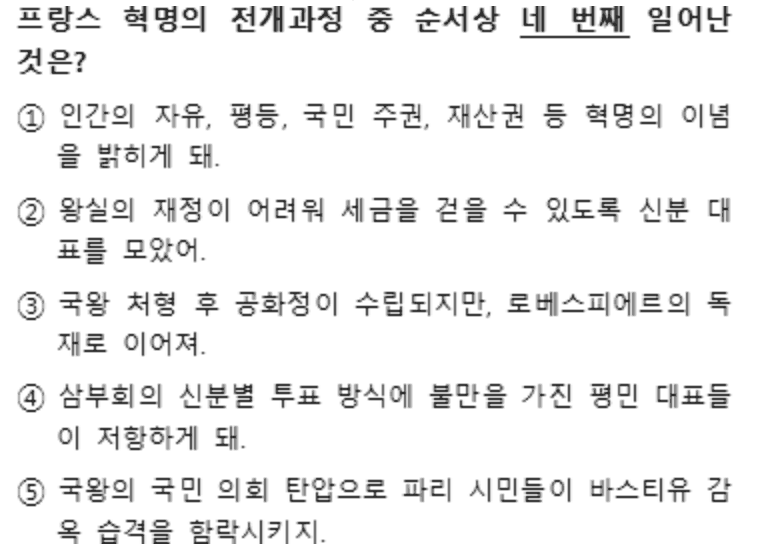 프랑스 혁명의 전개과정 중 순서상 네 번째 일어난
것은?
① 인간의 자유, 평등, 국민 주권, 재산권 등 혁명의 이념
을 밝히게 돼.
② 왕실의 재정이 어려워 세금을 걷을 수 있도록 신분 대
표를 모았어.
③ 국왕 처형 후 공화정이 수립되지만, 로베스피에르의 독
재로 이어져.
④ 삼부회의 신분별 투표 방식에 불만을 가진 평민 대표들
이 저항하게 돼.
⑤ 국왕의 국민 의회 탄압으로 파리 시민들이 바스티유 감
옥 습격을 함락시키지.